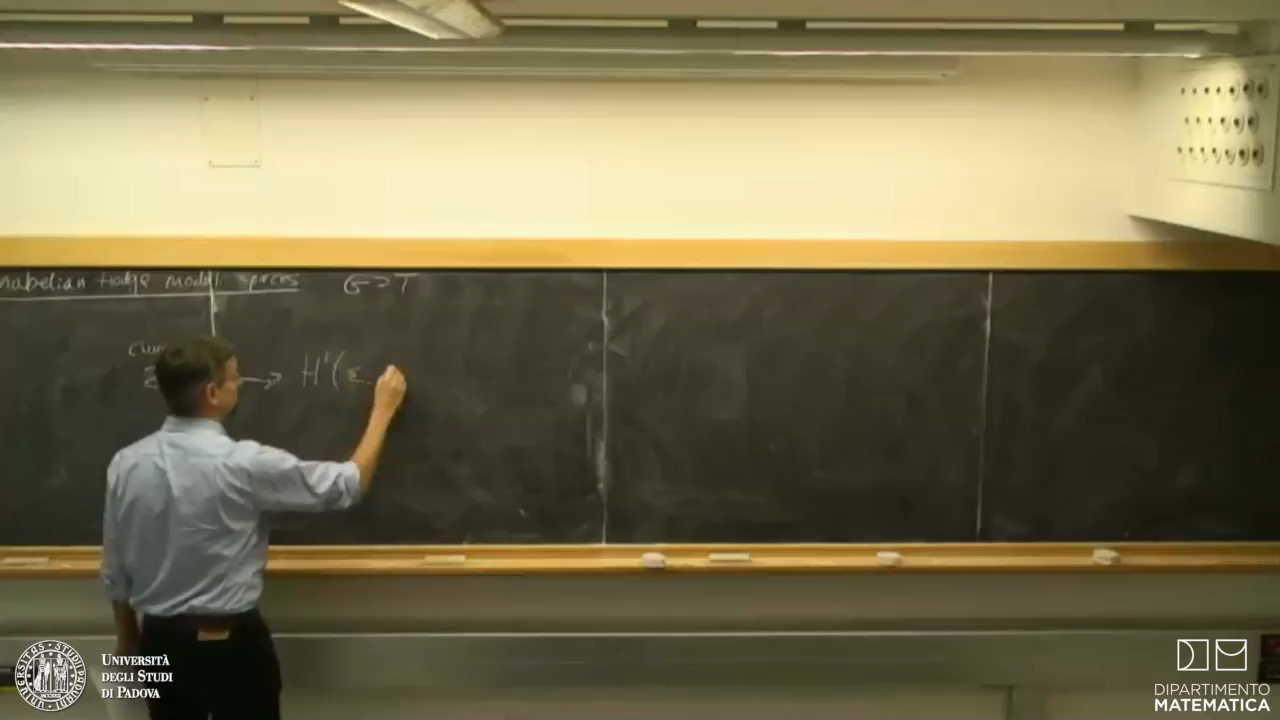 nabelian Hodge moduli spaces G ⊃ T
→ H¹(Σ,
UNIVERSITÀ
DEGLI STUDI
DI PADOVA
DIPARTIMENTO
MATEMATICA